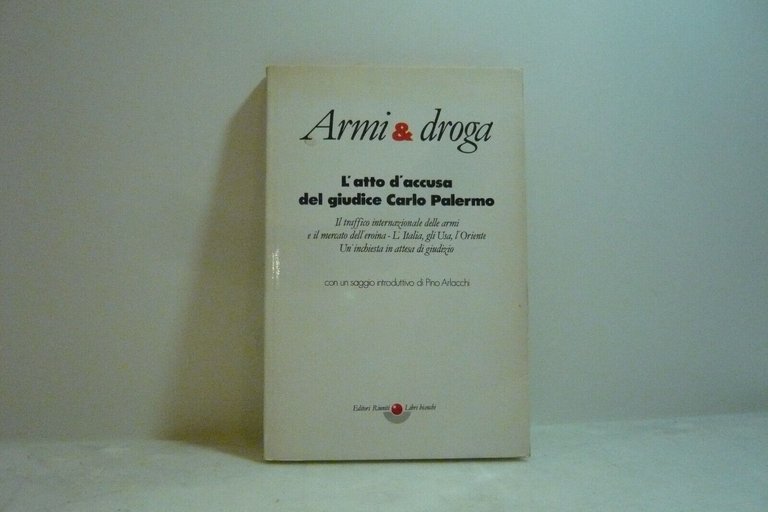 Armi & droga
L'atto d'accusa
del giudice Carlo Palermo
Il traffico internazionale delle armi
e il mercato dell'eroina - L'Italia, gli Usa, l'Oriente
Un'inchiesta in attesa di giudizio
con un saggio introduttivo di Pino Arlacchi
Editori Riuniti Libri bianchi